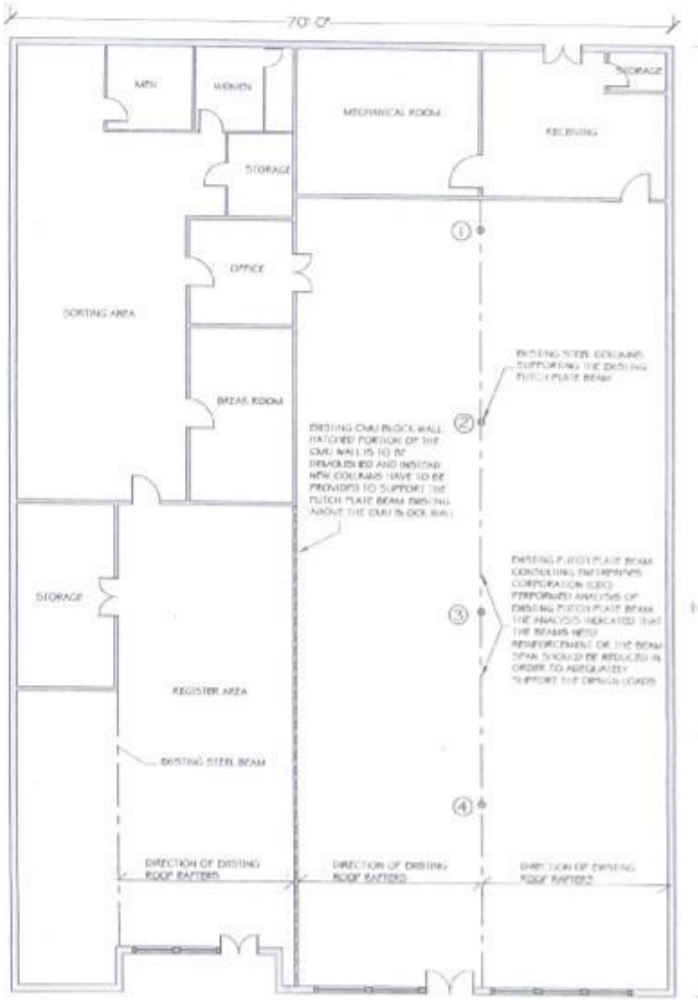 70'-0"
MEN
WOMEN
STORAGE
MECHANICAL ROOM
STORAGE
RECEIVING
OFFICE
SORTING AREA
BREAK ROOM
1
2
EXISTING STEEL COLUMNS
SUPPORTING THE EXISTING
FLITCH PLATE BEAM
EXISTING CMU BLOCK WALL
HATCHED PORTION OF THE
CMU WALL IS TO BE
DEMOLISHED AND INSTEAD
NEW COLUMNS HAVE TO BE
PROVIDED TO SUPPORT THE
FLITCH PLATE BEAM EXISTING
ABOVE THE CMU BLOCK WALL
EXISTING FLITCH PLATE BEAM
CONSULTING ENTERPRISES
CORPORATION (CEC)
PERFORMED ANALYSIS OF
EXISTING FLITCH PLATE BEAM
THE ANALYSIS INDICATED THAT
THE BEAMS NEED
REINFORCEMENT OR THE BEAM
SPAN SHOULD BE REDUCED IN
ORDER TO ADEQUATELY
SUPPORT THE DESIGN LOADS
3
STORAGE
REGISTER AREA
EXISTING STEEL BEAM
4
DIRECTION OF EXISTING
ROOF RAFTERS
DIRECTION OF EXISTING
ROOF RAFTERS
DIRECTION OF EXISTING
ROOF RAFTERS